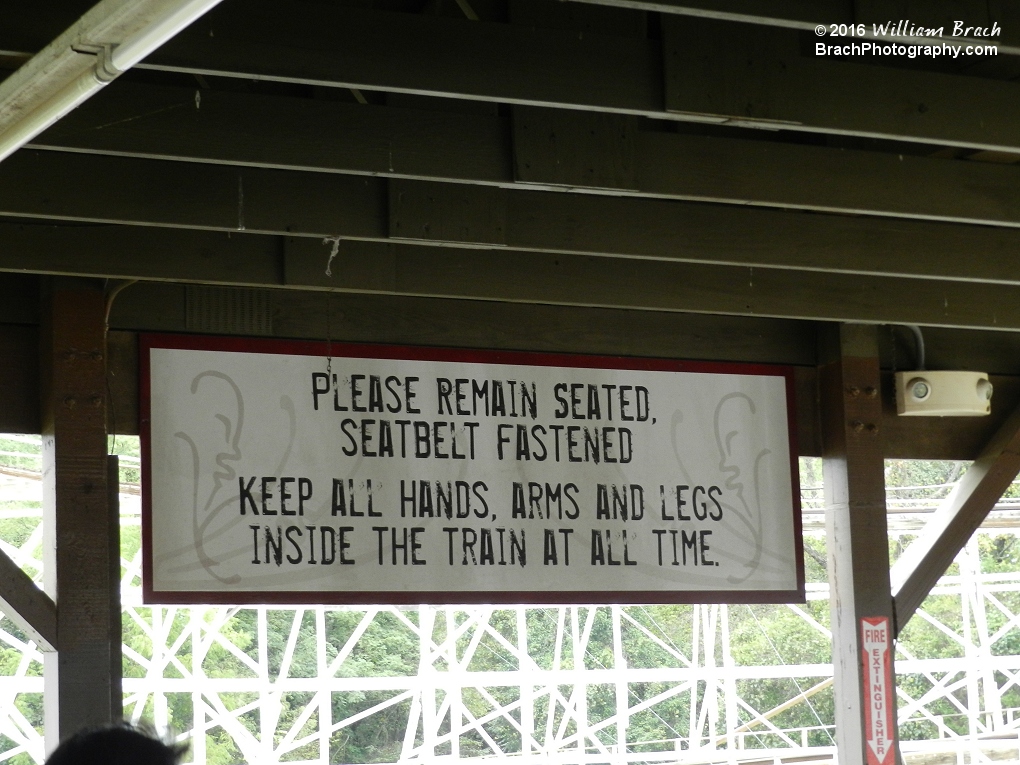 ©2016 William Brach
BrachPhotography.com
PLEASE REMAIN SEATED,
SEATBELT FASTENED
KEEP ALL HANDS, ARMS AND LEGS
INSIDE THE TRAIN AT ALL TIME.
FIRE
EXTINGUISHER